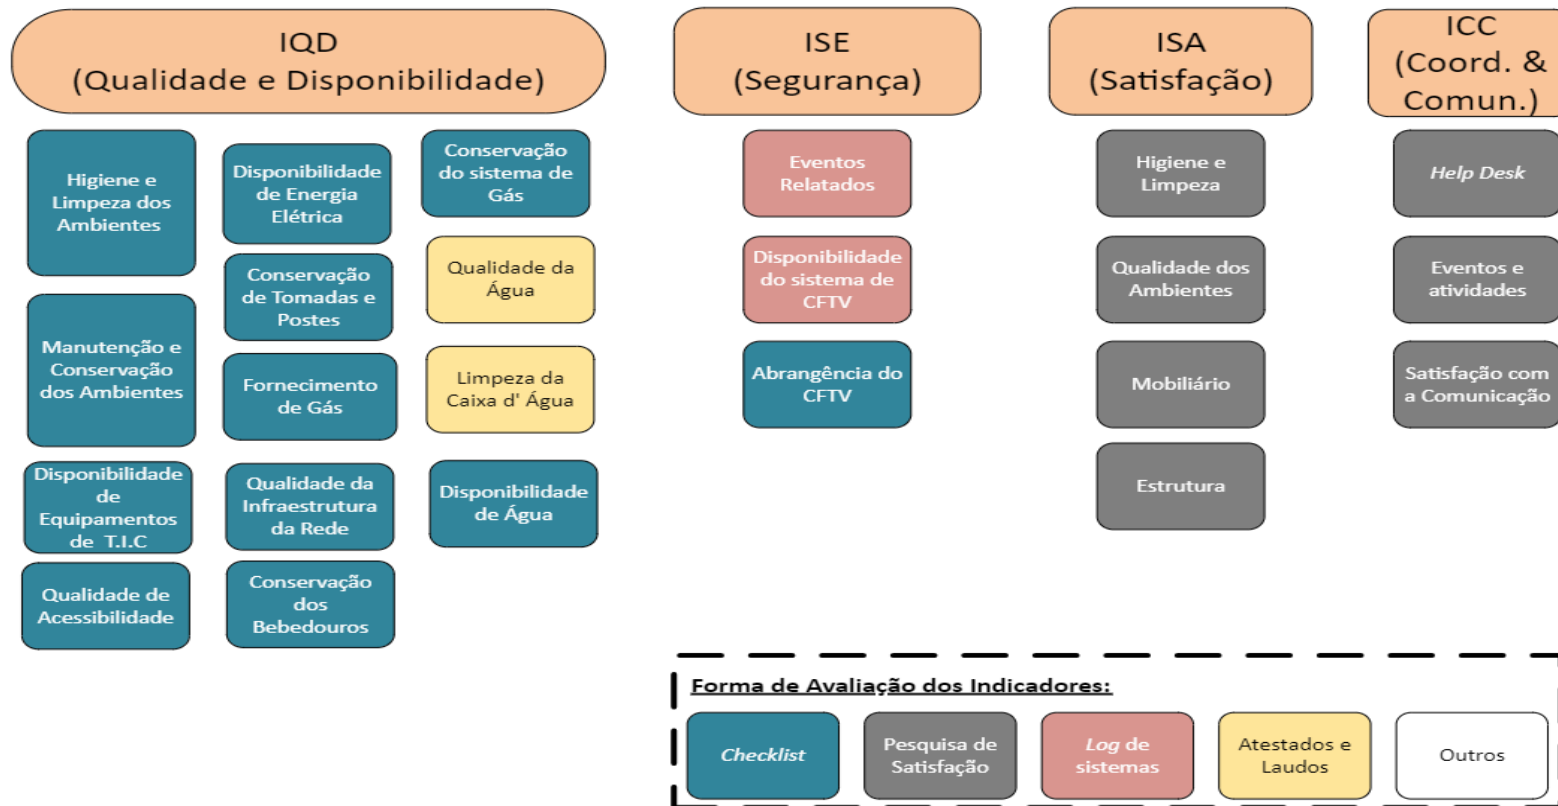 IQD
(Qualidade e Disponibilidade)
Higiene e
Limpeza dos
Ambientes
Manutenção e
Conservação
dos Ambientes
Disponibilidade
de
Equipamentos
de T.I.C
Qualidade de
Acessibilidade
Disponibilidade
de Energia
Elétrica
Conservação
de Tomadas e
Postes
Fornecimento
de Gás
Qualidade da
Infraestrutura
da Rede
Conservação
dos
Bebedouros
Conservação
do sistema de
Gás
Qualidade da
Água
Limpeza da
Caixa d' Água
Disponibilidade
de Água
ISE
(Segurança)
Eventos
Relatados
Disponibilidade
do sistema de
CFTV
Abrangência do
CFTV
ISA
(Satisfação)
Higiene e
Limpeza
Qualidade dos
Ambientes
Mobiliário
Estrutura
ICC
(Coord. &
Comun.)
Help Desk
Eventos e
atividades
Satisfação com
a Comunicação
Forma de Avaliação dos Indicadores:
Checklist
Pesquisa de
Satisfação
Log de
sistemas
Atestados e
Laudos
Outros